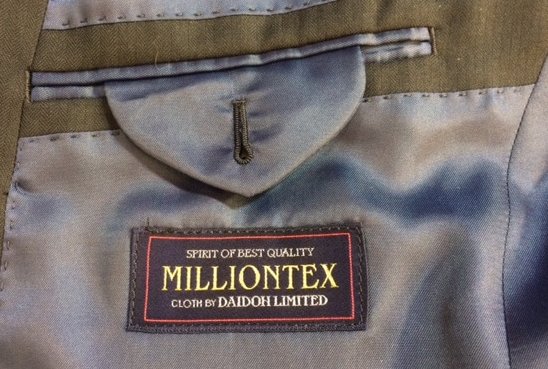 SPIRIT OF BEST QUALITY
MILLIONTEX
CLOTH BY DAIDOH LIMITED